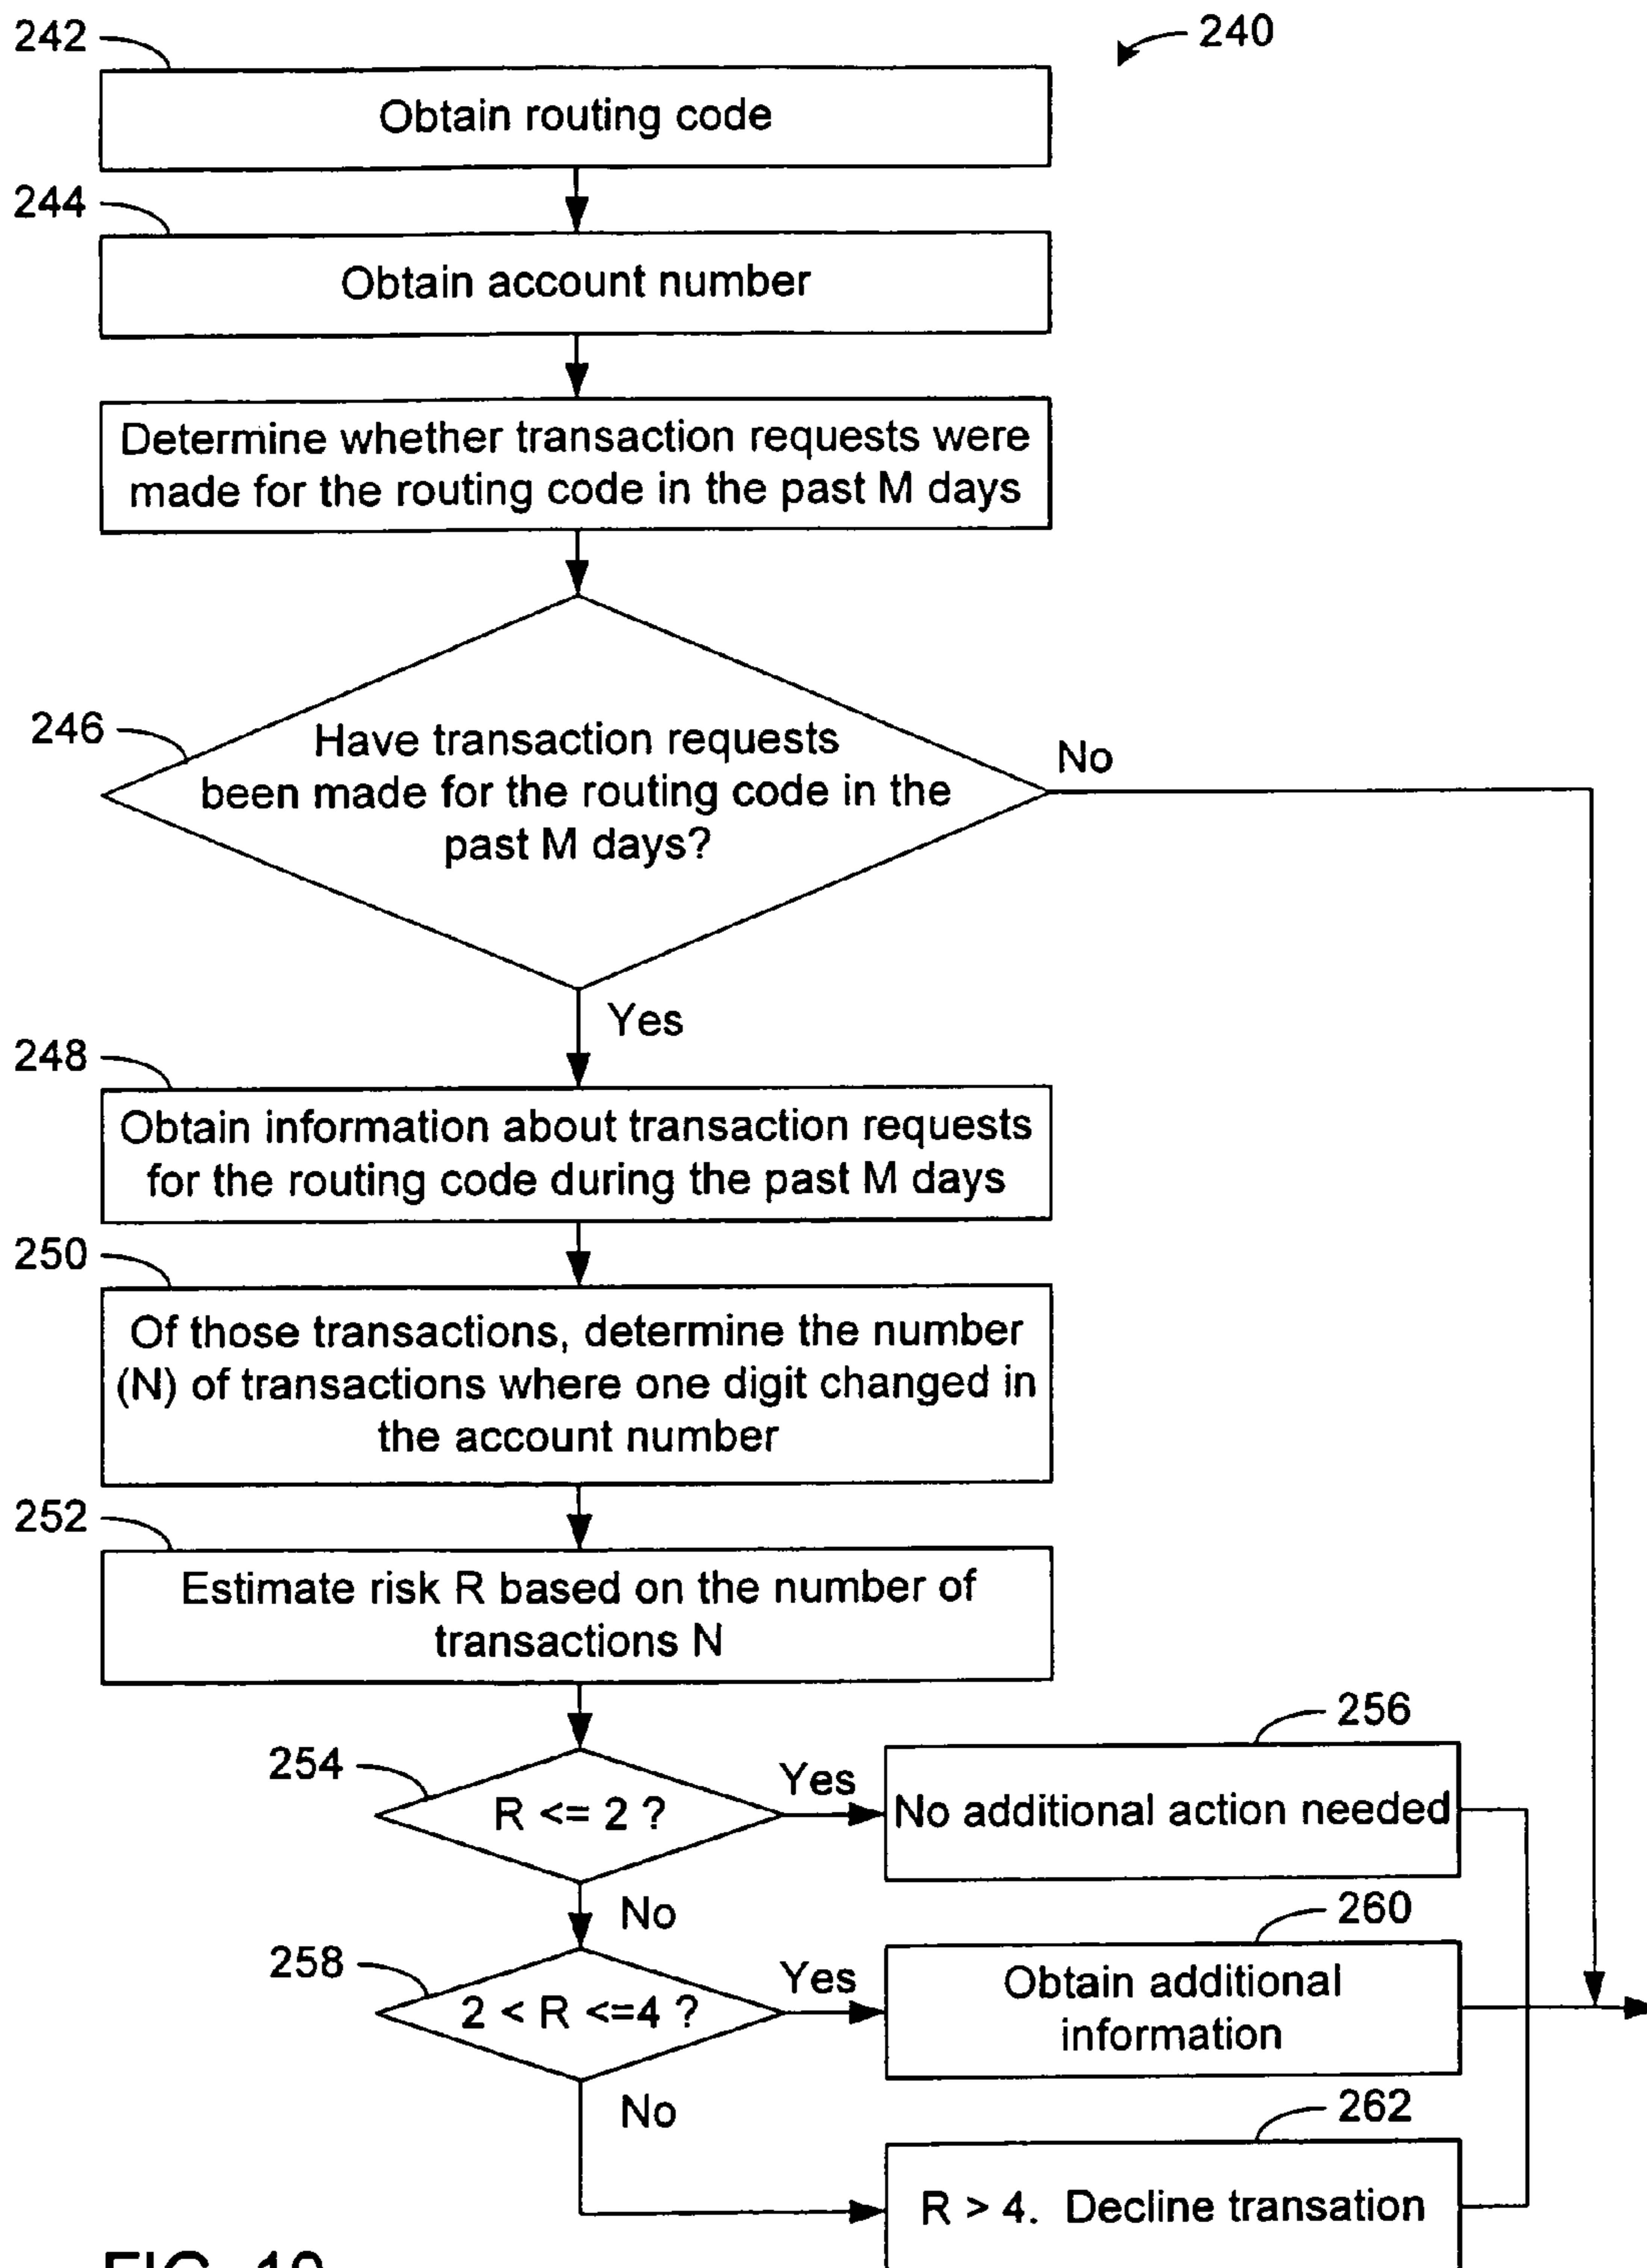 242
240
Obtain routing code
244
Obtain account number
Determine whether transaction requests were
made for the routing code in the past M days
246
Have transaction requests
been made for the routing code in the
past M days?
No
Yes
248
Obtain information about transaction requests
for the routing code during the past M days
250
Of those transactions, determine the number
(N) of transactions where one digit changed in
the account number
252
Estimate risk R based on the number of
transactions N
254
R <= 2 ?
Yes
256
No additional action needed
No
258
2 < R <=4 ?
Yes
260
Obtain additional
information
No
262
R > 4. Decline transation